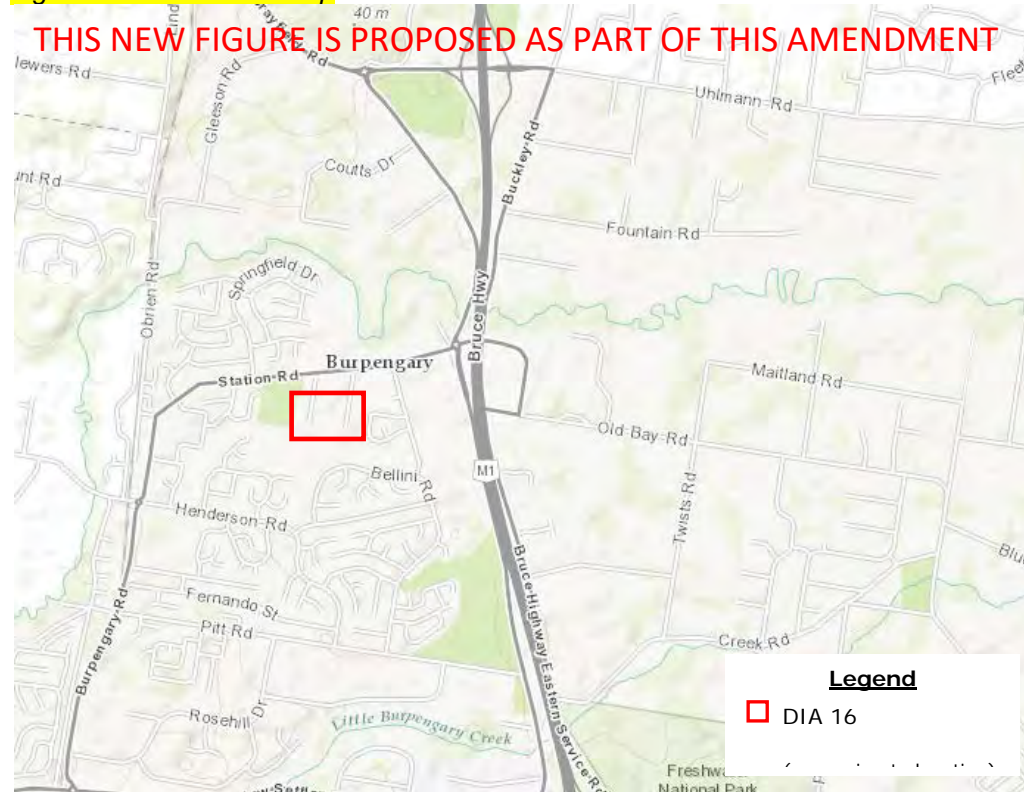 40 m
THIS NEW FIGURE IS PROPOSED AS PART OF THIS AMENDMENT
Rd
Uhlmann Rd
Gleeson Rd
Buckley Rd
Coutts Dr
Fountain Rd
Springfield Dr
Obrien Rd
Bruce Hwy
Burpengary
Station Rd
Maitland Rd
Old Bay Rd
M1
Bellini Rd
Twists Rd
Henderson Rd
Bruce Highway Eastern Service Rd
Fernando St
Pitt Rd
Burpengary Rd
Creek Rd
Legend
DIA 16
Rosehill Dr
Little Burpengary Creek
National Park